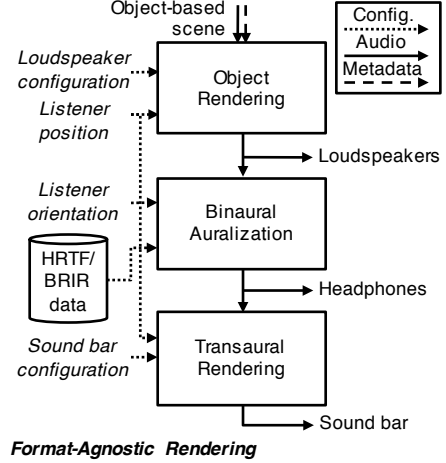 Object-based
scene
Config.
Audio
Metadata
Loudspeaker
configuration
Object
Rendering
Listener
position
Loudspeakers
Listener
orientation
Binaural
Auralization
HRTF/
BRIR
data
Headphones
Sound bar
configuration
Transaural
Rendering
Sound bar
Format-Agnostic Rendering